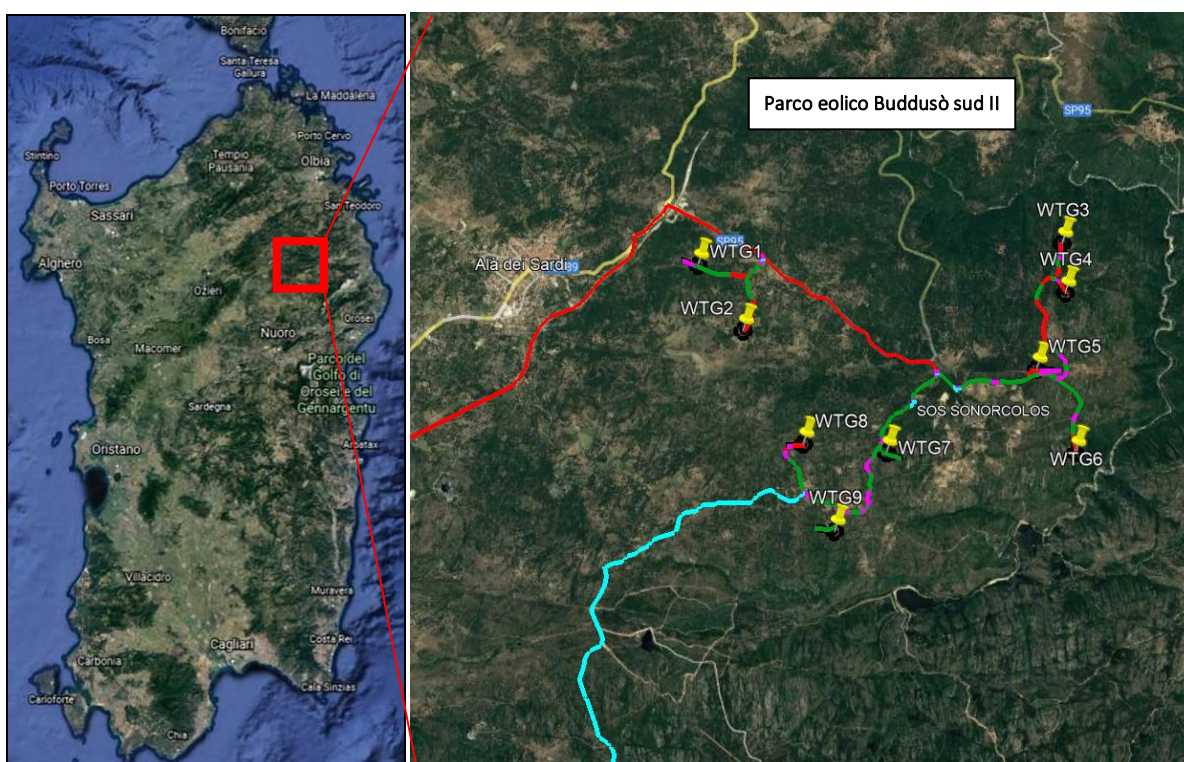 Bonifacio
Santa Teresa
Gallura
La Maddalena
Porto Cervo
Stintino
Tempio
Pausania
Olbia
Porto Torres
Sassari
San Teodoro
Alghero
Ozieri
Orosei
Nuoro
Bosa
Macomer
Parco del
Golfo di
Orosei e del
Gennargentu
Sardegna
Oristano
Arbatax
Villacidro
Muravera
Costa Rei
Cagliari
Carbonia
Cala Sinzias
Carloforte
Chia
Parco eolico Buddusò sud II
SP95
WTG3
SP95
WTG1
WTG4
Alà dei Sardi
WTG2
WTG5
SOS SONORCOLOS
WTG8
WTG7
WTG6
WTG9